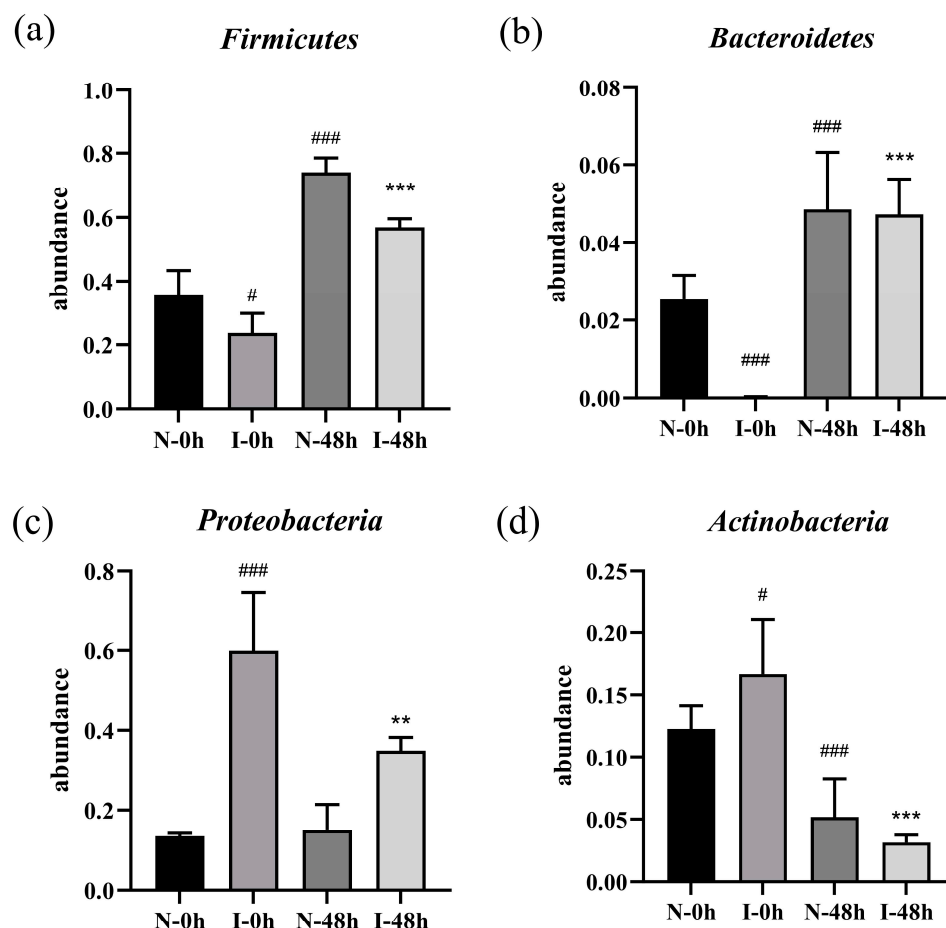 (a)
Firmicutes
abundance
1.0
0.8
0.6
0.4
0.2
0.0
#
###
***
N-0h I-0h N-48h I-48h
(b)
Bacteroidetes
abundance
0.08
0.06
0.04
0.02
0.00
###
###
***
N-0h I-0h N-48h I-48h
(c)
Proteobacteria
abundance
0.8
0.6
0.4
0.2
0.0
###
**
N-0h I-0h N-48h I-48h
(d)
Actinobacteria
abundance
0.25
0.20
0.15
0.10
0.05
0.00
#
###
***
N-0h I-0h N-48h I-48h